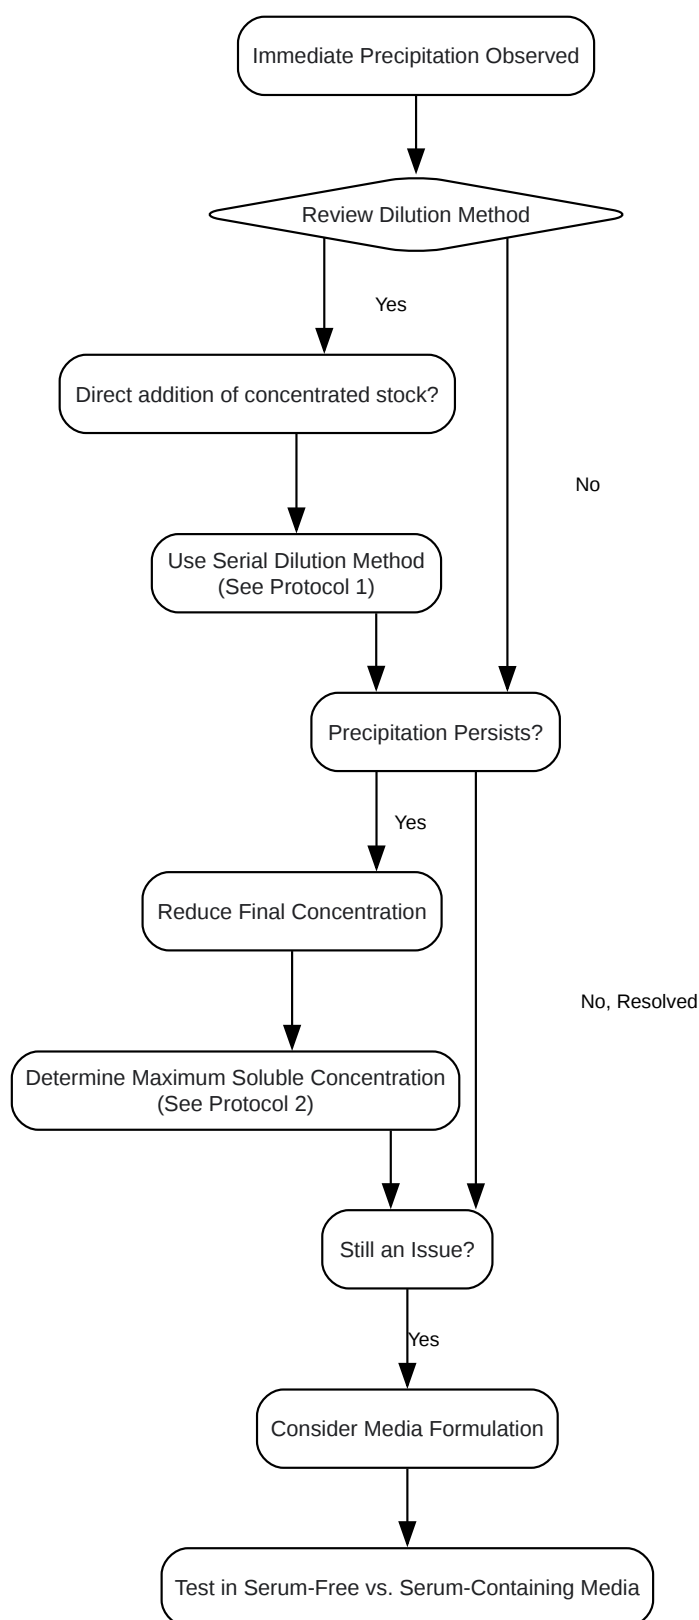 Immediate Precipitation Observed
Review Dilution Method
Yes
Direct addition of concentrated stock?
No
Use Serial Dilution Method
(See Protocol 1)
Precipitation Persists?
Yes
Reduce Final Concentration
No, Resolved
Determine Maximum Soluble Concentration
(See Protocol 2)
Still an Issue?
Yes
Consider Media Formulation
Test in Serum-Free vs. Serum-Containing Media